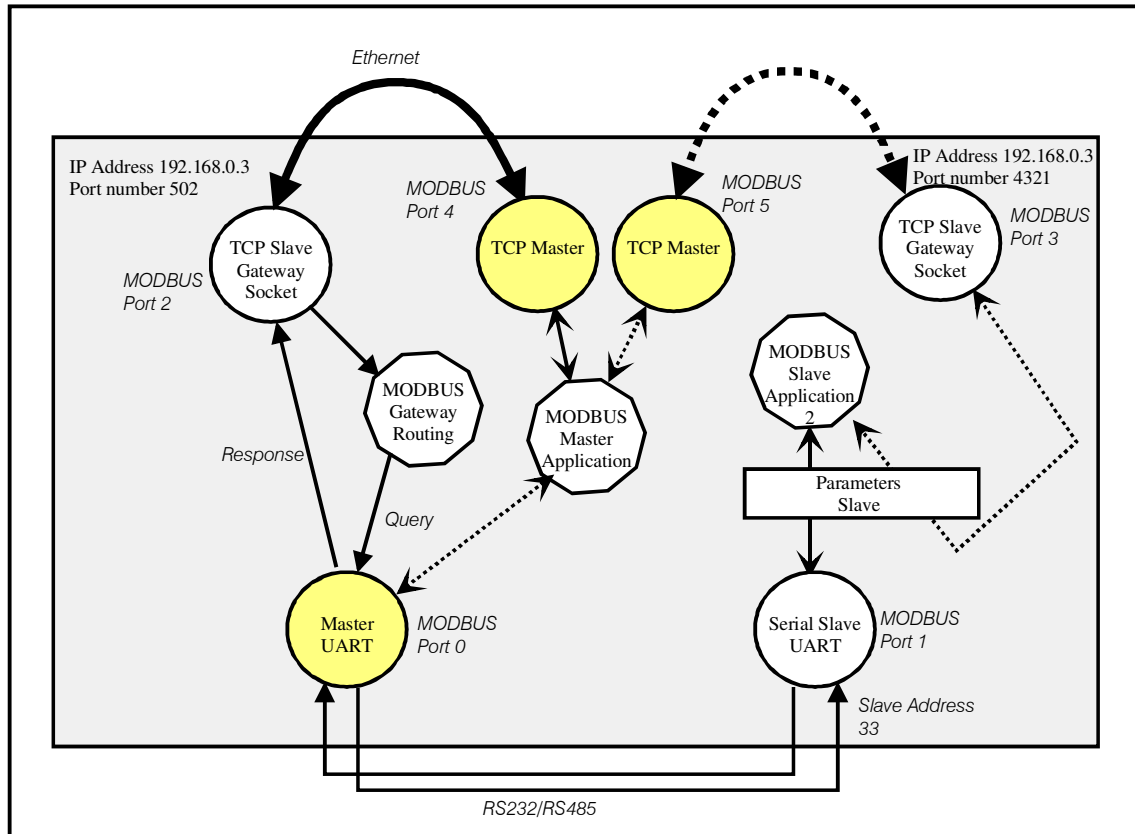 Ethernet
IP Address 192.168.0.3
Port number 502
MODBUS
Port 4
MODBUS
Port 5
IP Address 192.168.0.3
Port number 4321
TCP Slave
Gateway
Socket
MODBUS
Port 2
TCP Master
TCP Master
TCP Slave
Gateway
Socket
MODBUS
Port 3
MODBUS
Gateway
Routing
MODBUS
Master
Application
MODBUS
Slave
Application
2
Response
Query
Parameters
Slave
Master
UART
MODBUS
Port 0
Serial Slave
UART
MODBUS
Port 1
Slave Address
33
RS232/RS485